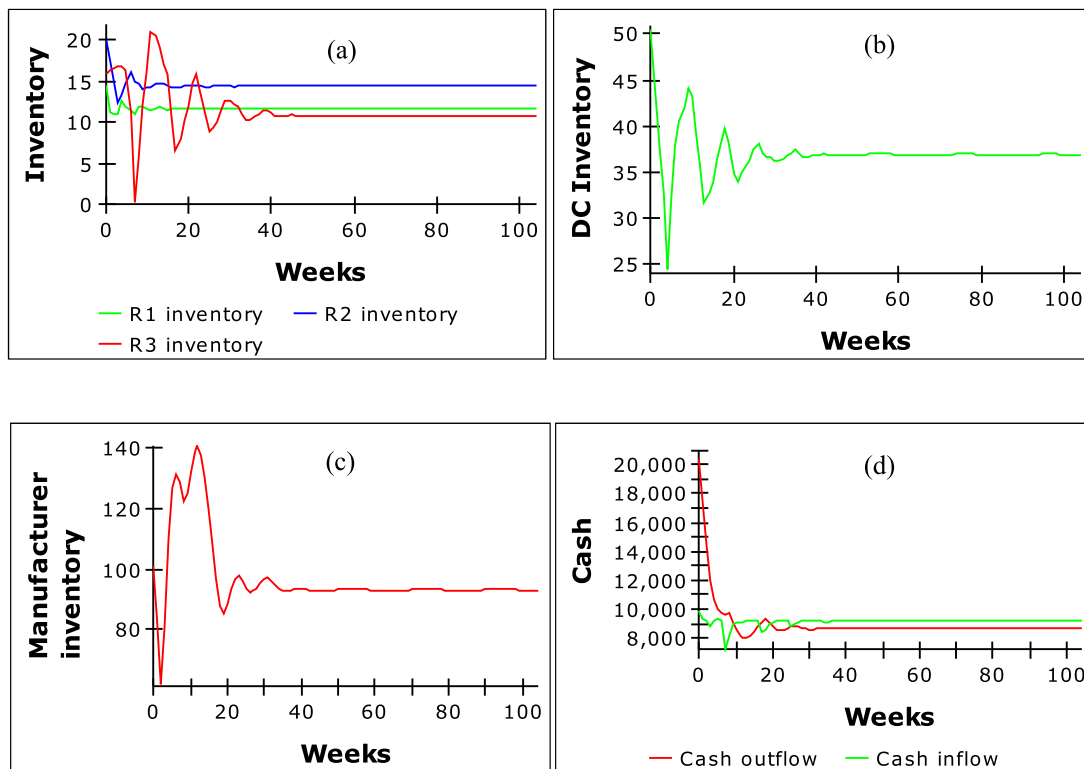 (a)
Inventory
20
15
10
5
0
0 20 40 60 80 100
Weeks
R1 inventory R2 inventory
R3 inventory
(b)
DC Inventory
50
45
40
35
30
25
0 20 40 60 80 100
Weeks
(c)
Manufacturer
inventory
140
120
100
80
0 20 40 60 80 100
Weeks
(d)
Cash
20,000
18,000
16,000
14,000
12,000
10,000
8,000
0 20 40 60 80 100
Weeks
Cash outflow Cash inflow